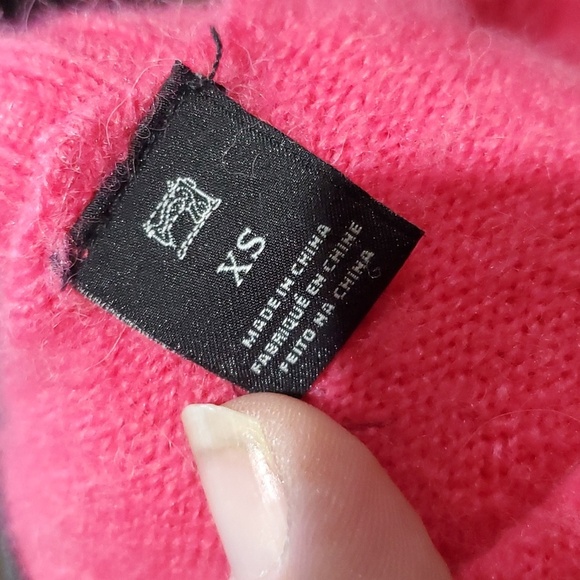 XS
MADE IN CHINA
FABRIQUÉ EN CHINE
FEITO NA CHINA